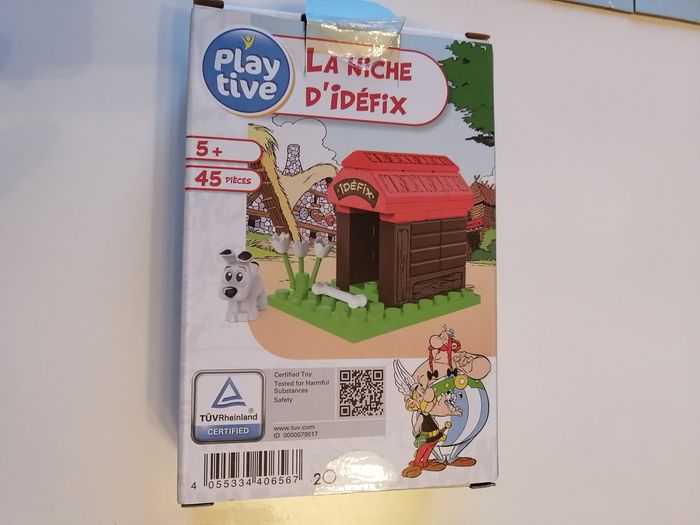 Play
tive
LA NICHE
D'IDÉFIX
5+
45 PIÈCES
IDÉFIX
TÜVRheinland®
CERTIFIED
Certified Toy
Tested for Harmful
Substances
Safety
www.tuv.com
ID 0000079017
4 055334 406567
2